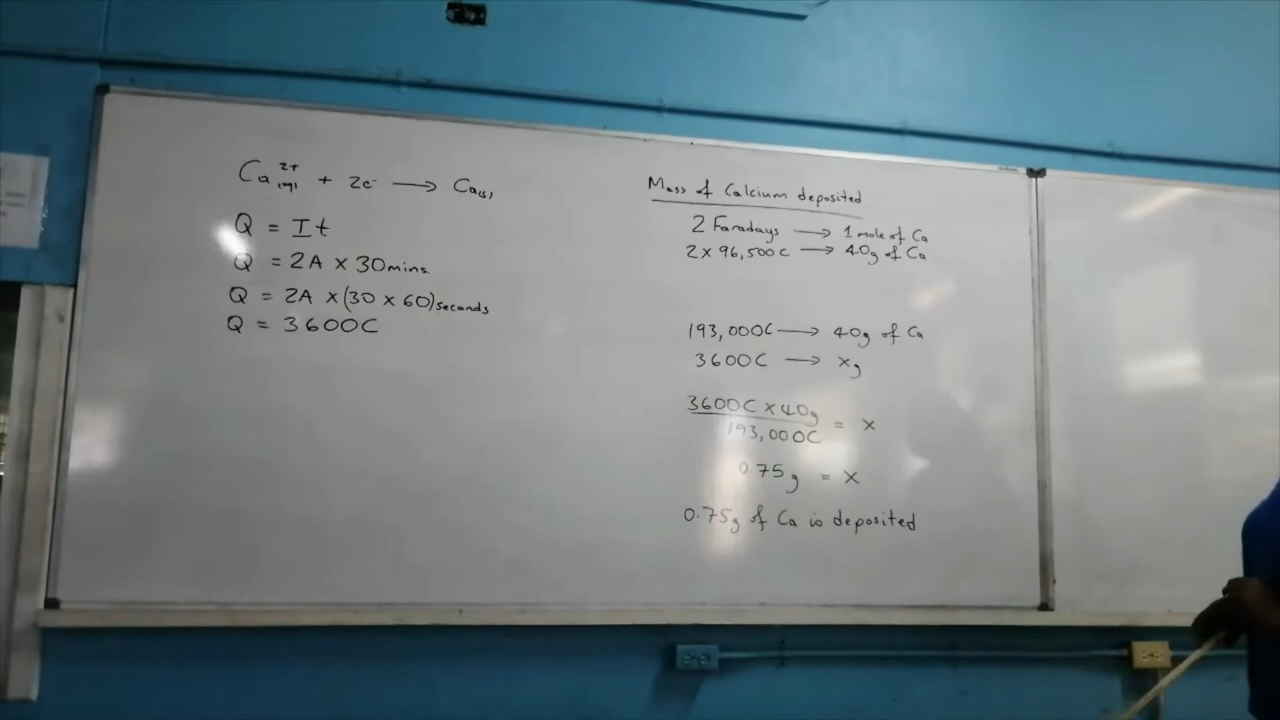 Ca²⁺(aq) + 2e⁻ → Ca(s)
Q = It
Q = 2A x 30mins.
Q = 2A x (30 x 60) seconds
Q = 3600C
Mass of Calcium deposited
2 Faradays → 1 mole of Ca
2 x 96,500C → 40g of Ca
193,000C → 40g of Ca
3600C → xg
3600C x 40g
193,000C = x
0.75g = x
0.75g of Ca is deposited